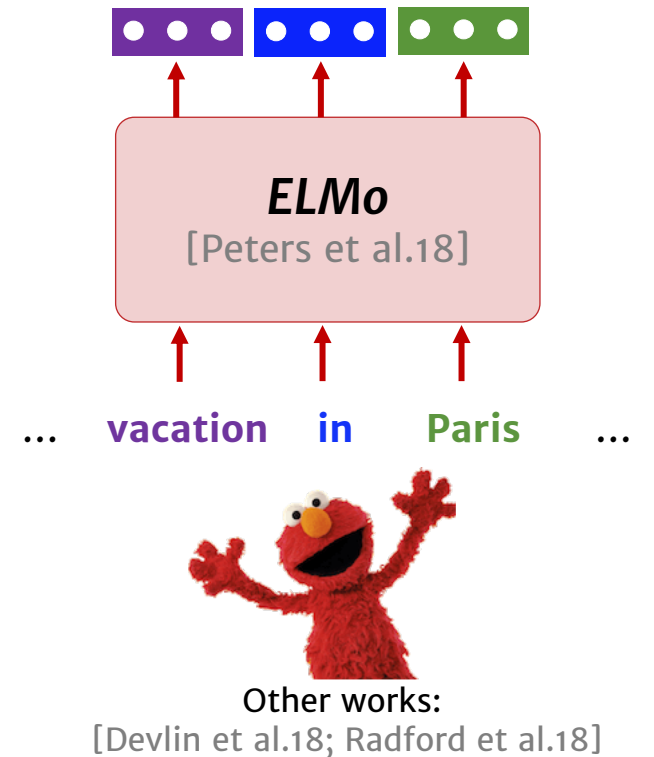 ELMo
[Peters et al.18]
... vacation in Paris ...
Other works:
[Devlin et al.18; Radford et al.18]